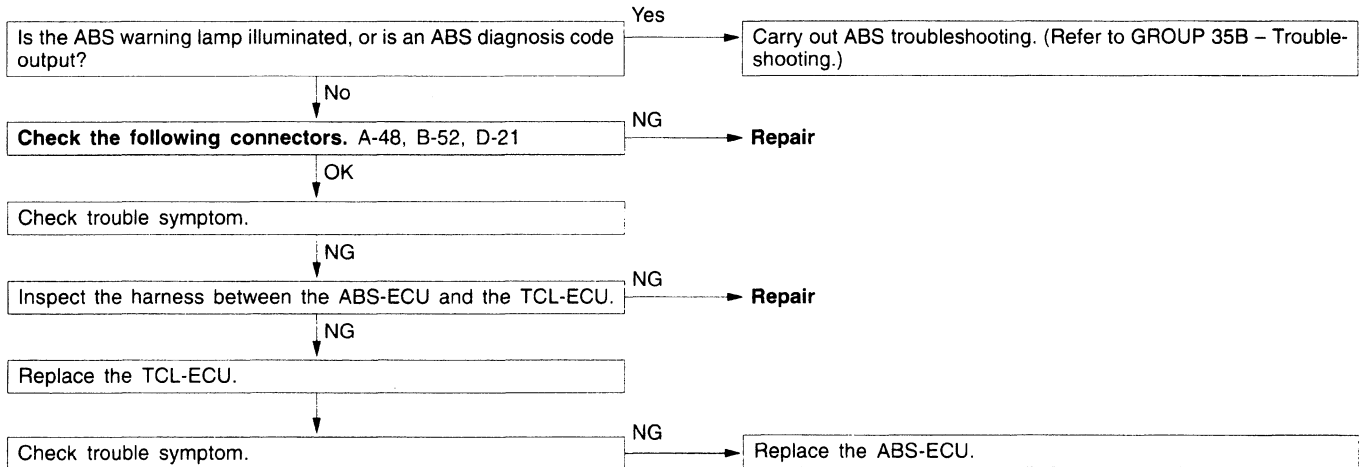 Yes
Is the ABS warning lamp illuminated, or is an ABS diagnosis code
output?
Carry out ABS troubleshooting. (Refer to GROUP 35B – Trouble-
shooting.)
No
Check the following connectors. A-48, B-52, D-21
NG
Repair
OK
Check trouble symptom.
NG
Inspect the harness between the ABS-ECU and the TCL-ECU.
NG
Repair
NG
Replace the TCL-ECU.
Check trouble symptom.
NG
Replace the ABS-ECU.